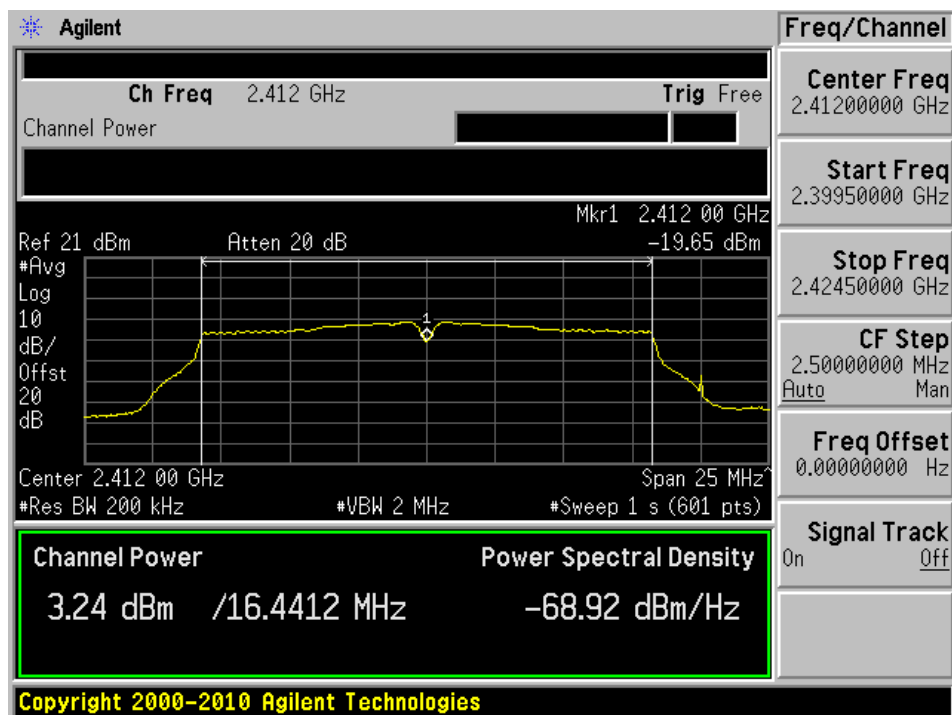 Agilent
Freq/Channel
Ch Freq 2.412 GHz
Trig Free
Channel Power
Mkr1 2.412 00 GHz
Ref 21 dBm
Atten 20 dB
-19.65 dBm
#Avg
Log
10
dB/
Offst
20
dB
1
Center 2.412 00 GHz
Span 25 MHz^
#Res BW 200 kHz
#VBW 2 MHz
#Sweep 1 s (601 pts)
Channel Power
3.24 dBm /16.4412 MHz
Power Spectral Density
-68.92 dBm/Hz
Center Freq
2.41200000 GHz
Start Freq
2.39950000 GHz
Stop Freq
2.42450000 GHz
CF Step
2.50000000 MHz
Auto Man
Freq Offset
0.00000000 Hz
Signal Track
On Off
Copyright 2000-2010 Agilent Technologies